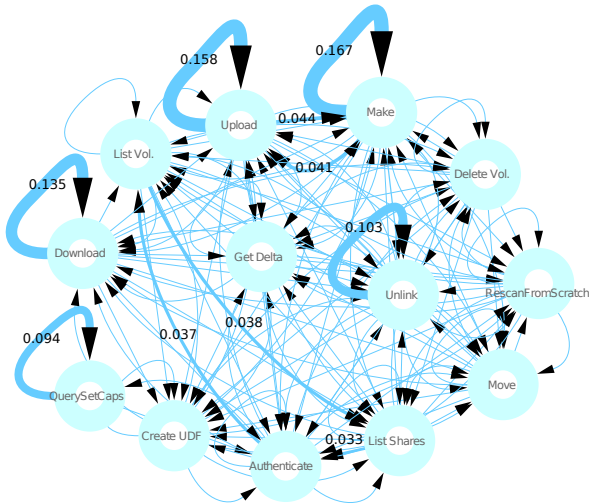 0.167
0.158
Make
0.044
Upload
List Vol.
0.041
Delete Vol.
0.135
0.103
Download
Get Delta
Unlink
RescanFromScratch
0.038
0.037
0.094
Move
QuerySetCaps
Create UDF
0.033
List Shares
Authenticate